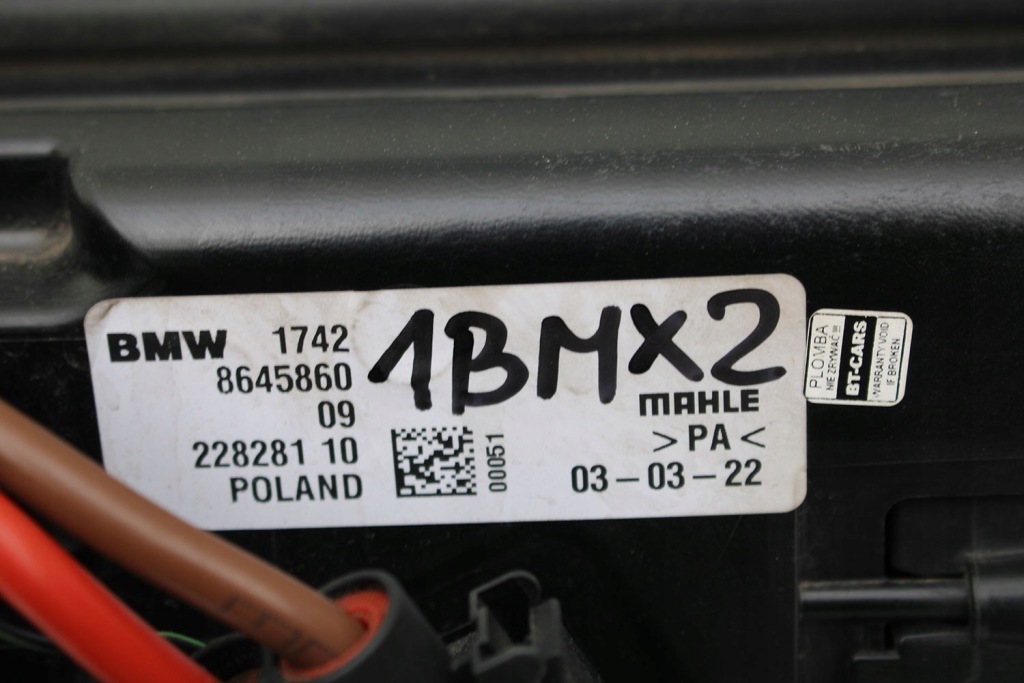 BMW 1742
8645860
09
228281 10
POLAND
00051
1BMX2
MAHLE
>PA<
03-03-22
PLOMBA
NIE ZRYWAĆ!!!
BT-CARS
WARRANTY VOID
IF BROKEN